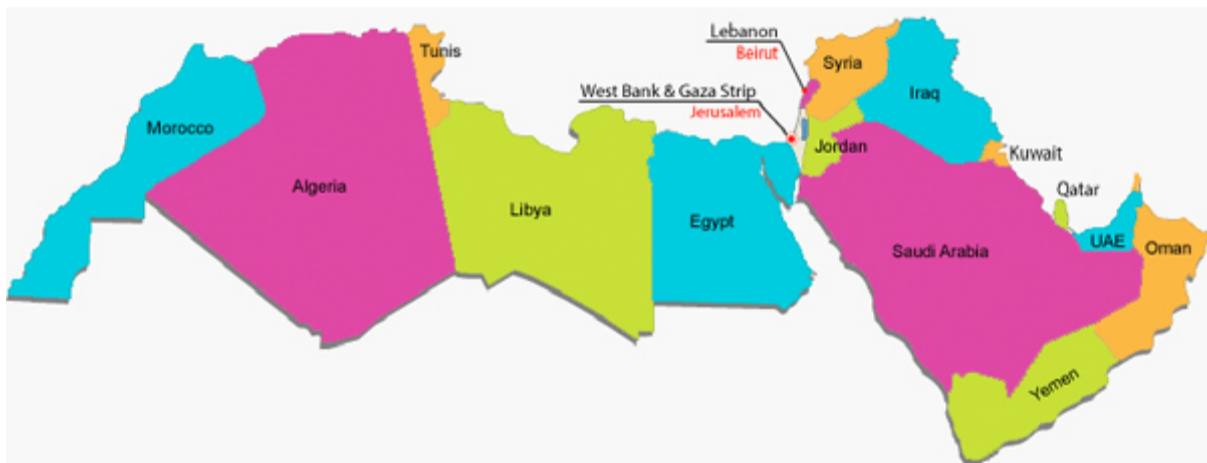 Lebanon
Beirut
Tunis
Syria
West Bank & Gaza Strip
Jerusalem
Iraq
Morocco
Jordan
Kuwait
Algeria
Qatar
Libya
Egypt
Saudi Arabia
UAE
Oman
Yemen